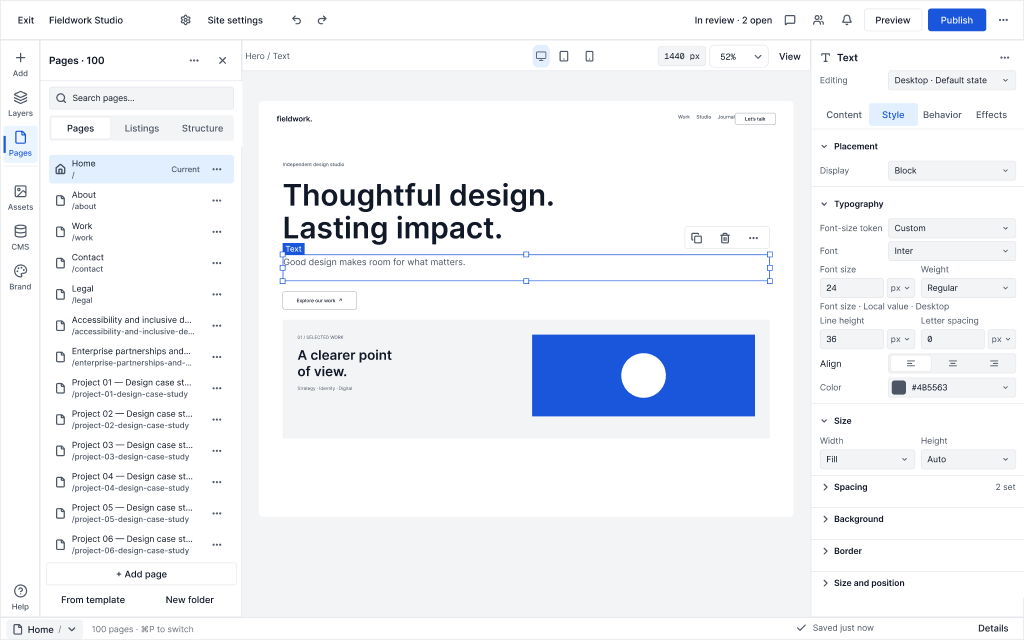 Exit
Fieldwork Studio
Site settings
In review · 2 open
Preview
Publish
Add
Layers
Pages
Assets
CMS
Brand
Help
Pages · 100
Search pages...
Pages
Listings
Structure
Home
/
Current
About
/about
Work
/work
Contact
/contact
Legal
/legal
Accessibility and inclusive d...
/accessibility-and-inclusive-de...
Enterprise partnerships and...
/enterprise-partnerships-and-...
Project 01 — Design case st...
/project-01-design-case-study
Project 02 — Design case st...
/project-02-design-case-study
Project 03 — Design case st...
/project-03-design-case-study
Project 04 — Design case st...
/project-04-design-case-study
Project 05 — Design case st...
/project-05-design-case-study
Project 06 — Design case st...
/project-06-design-case-study
+ Add page
From template
New folder
Hero / Text
1440 px
52%
View
fieldwork.
Work
Studio
Journal
Let's talk
Independent design studio
Thoughtful design.
Lasting impact.
Text
Good design makes room for what matters.
Explore our work ↗
01 / SELECTED WORK
A clearer point
of view.
Strategy · Identity · Digital
Text
Editing
Desktop · Default state
Content
Style
Behavior
Effects
Placement
Display
Block
Typography
Font-size token
Custom
Font
Inter
Font size
Weight
24
px
Regular
Font size · Local value · Desktop
Line height
Letter spacing
36
px
0
px
Align
Color
#4B5563
Size
Width
Height
Fill
Auto
Spacing
2 set
Background
Border
Size and position
Home /
100 pages · ⌘P to switch
Saved just now
Details